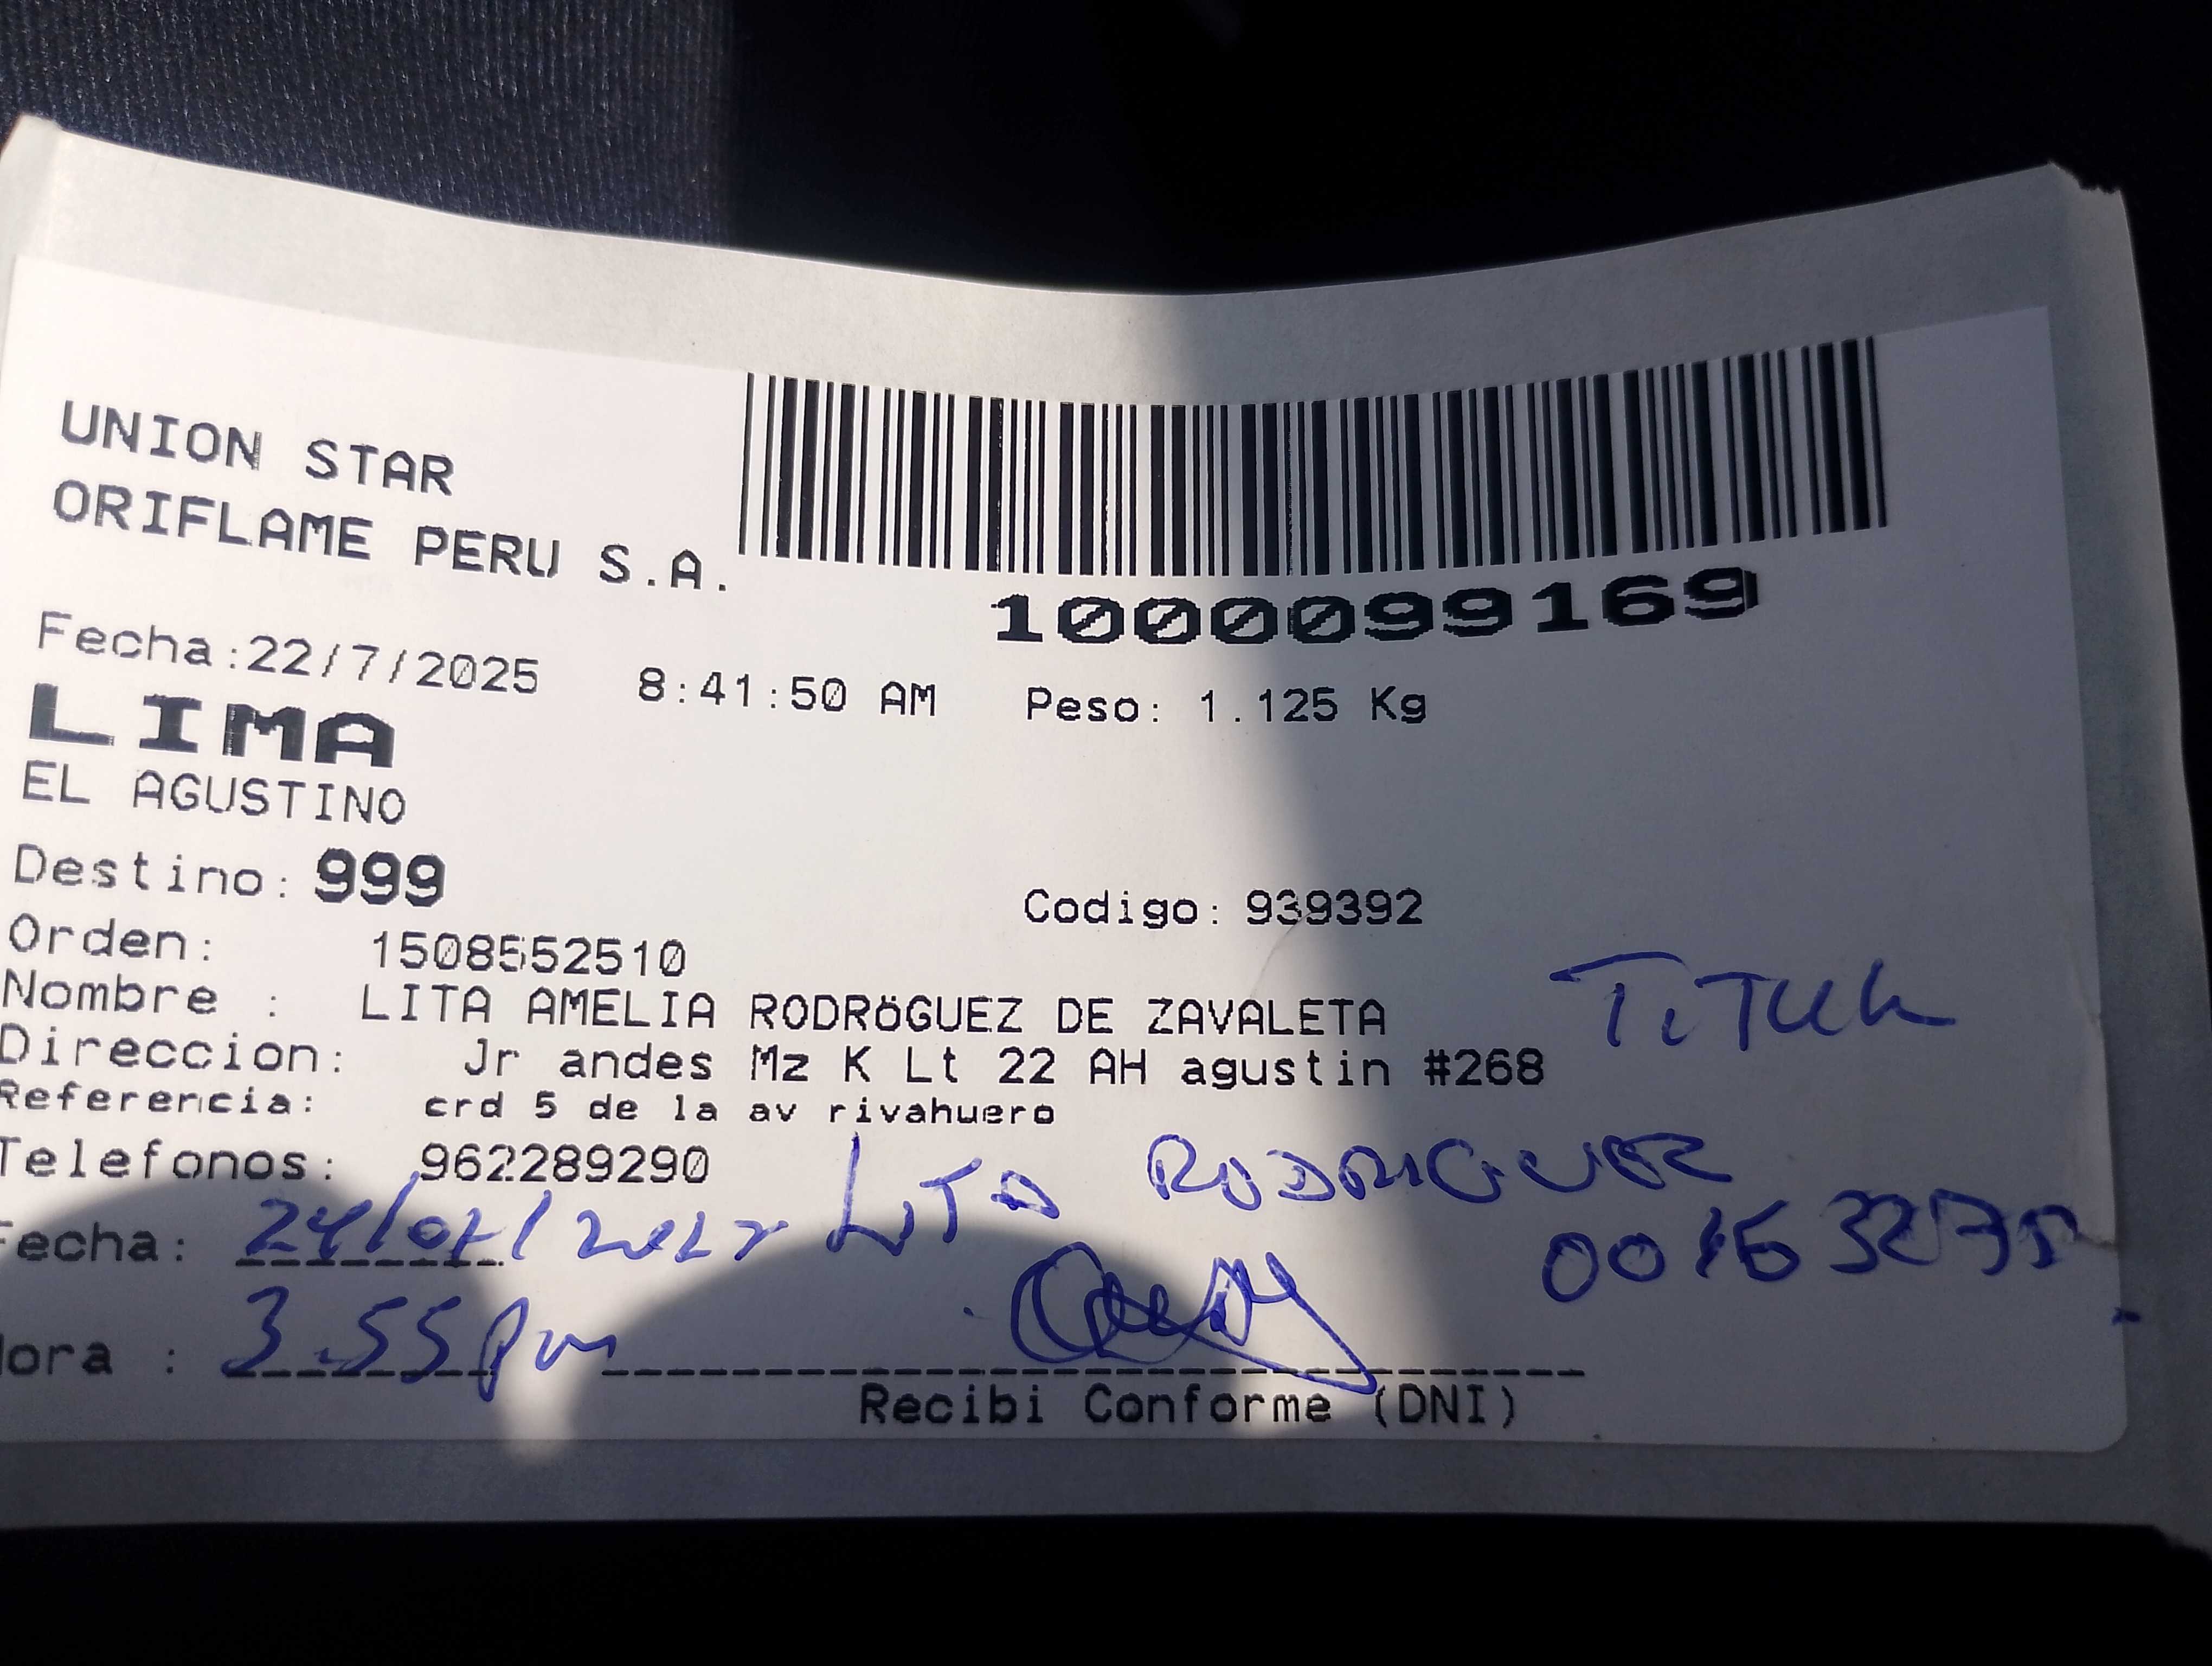 UNION STAR
ORIFLAME PERU S.A.
1000099169
Fecha:22/7/2025 8:41:50 AM Peso: 1.125 Kg
LIMA
EL AGUSTINO
Destino: 999
Codigo: 939392
Orden: 1508552510
Nombre : LITA AMELIA RODRöGUEZ DE ZAVALETA
Direccion: Jr andes Mz K Lt 22 AH agustin #268
Referencia: crd 5 de la av rivahuero
Telefonos: 962289290
LITA RODRIGUEZ
Fecha:
ora : 3.55 pm
Recibi Conforme (DNI)